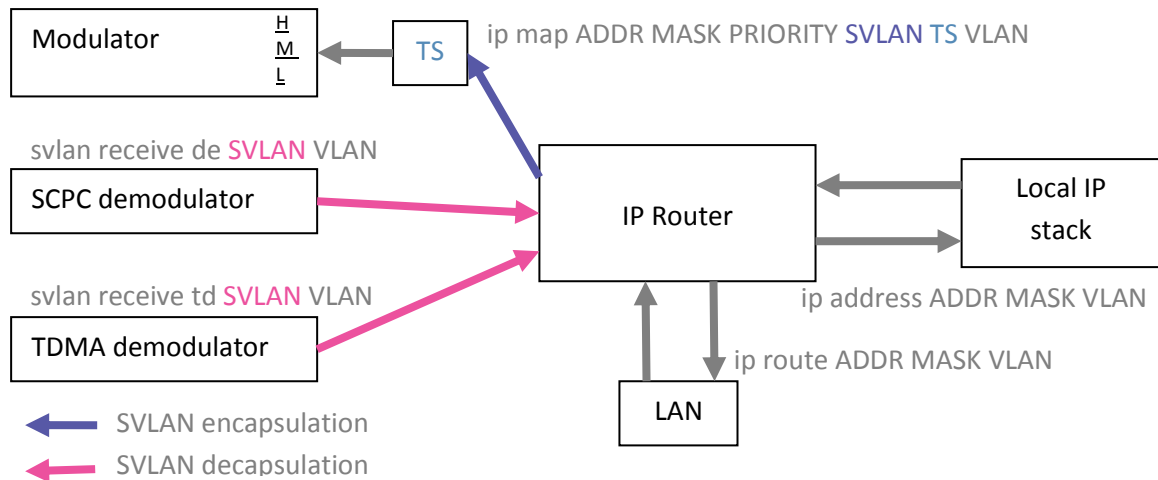 Modulator
H
M
L
TS
ip map ADDR MASK PRIORITY SVLAN TS VLAN
svlan receive de SVLAN VLAN
SCPC demodulator
IP Router
Local IP
stack
svlan receive td SVLAN VLAN
ip address ADDR MASK VLAN
TDMA demodulator
ip route ADDR MASK VLAN
LAN
SVLAN encapsulation
SVLAN decapsulation